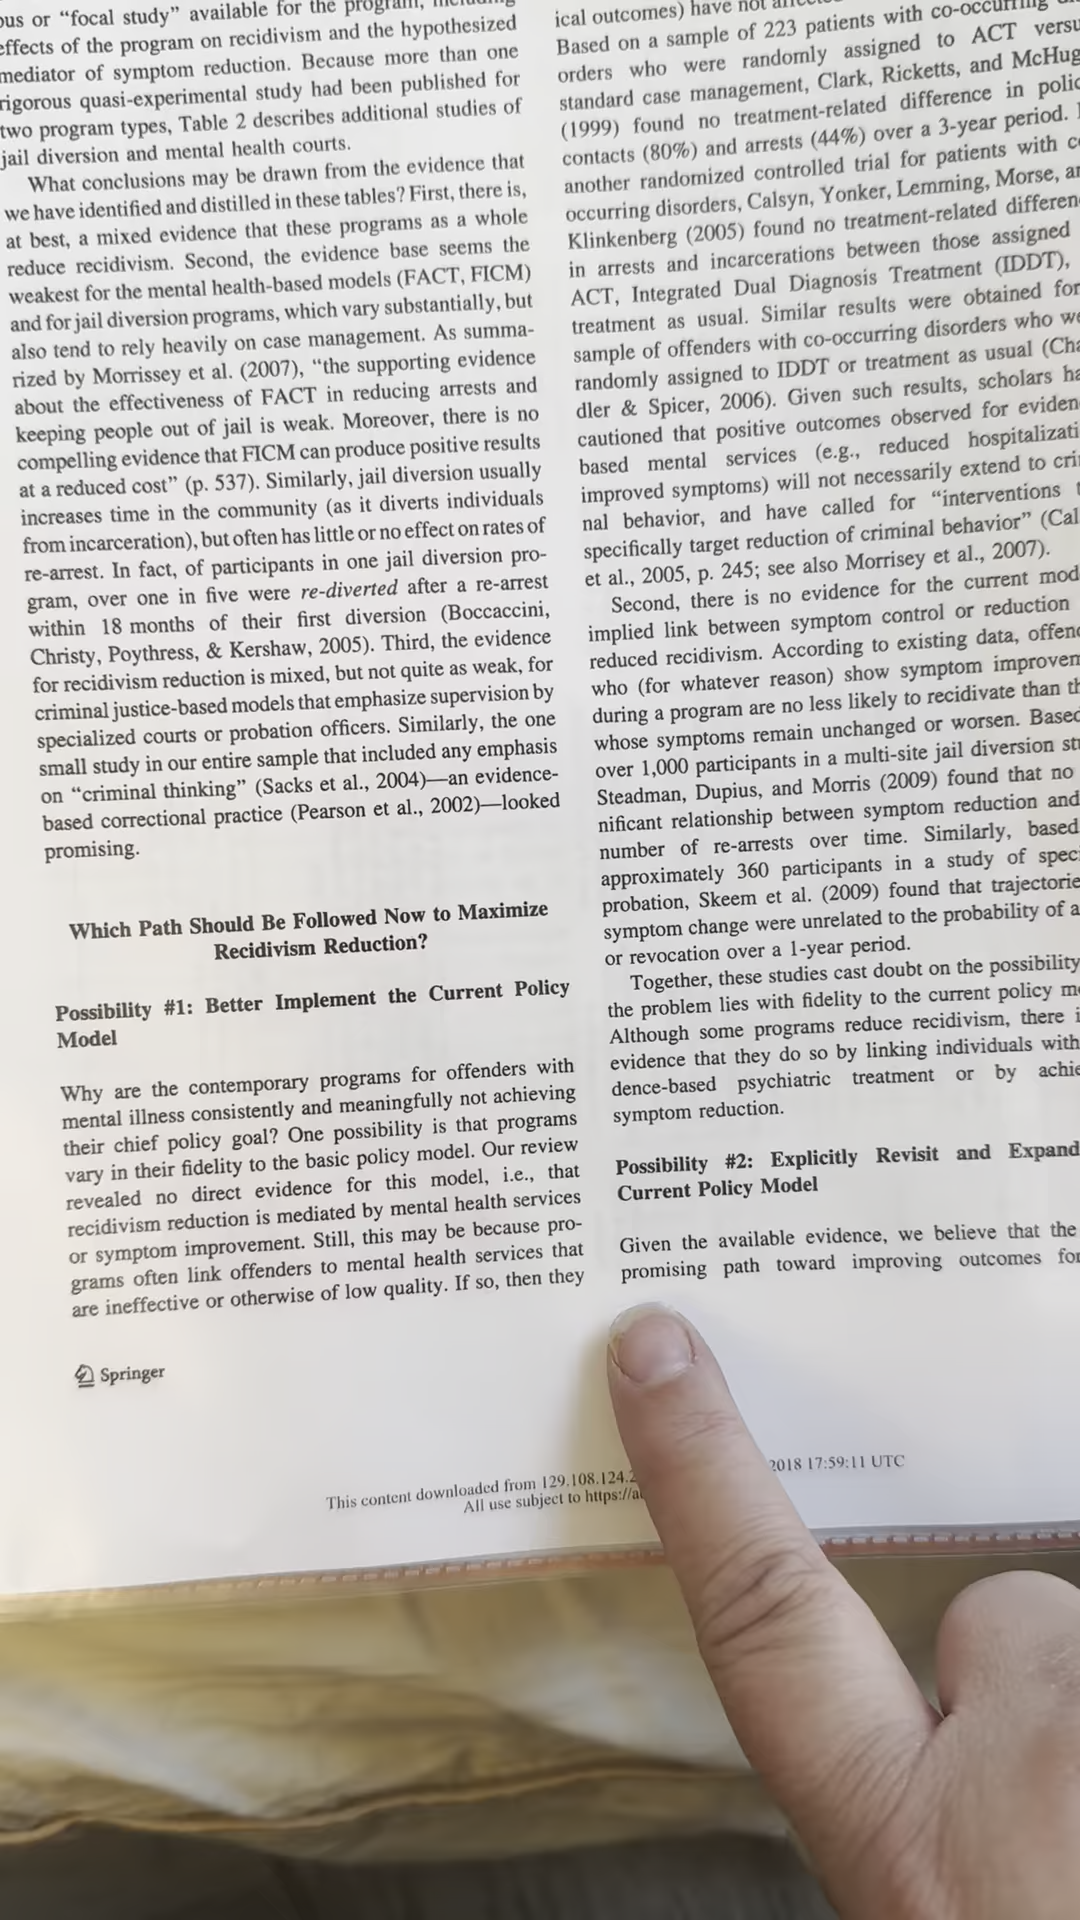 ous or “focal study” available for the program, including
effects of the program on recidivism and the hypothesized
mediator of symptom reduction. Because more than one
rigorous quasi-experimental study had been published for
two program types, Table 2 describes additional studies of
jail diversion and mental health courts.
What conclusions may be drawn from the evidence that
we have identified and distilled in these tables? First, there is,
at best, a mixed evidence that these programs as a whole
reduce recidivism. Second, the evidence base seems the
weakest for the mental health-based models (FACT, FICM)
and for jail diversion programs, which vary substantially, but
also tend to rely heavily on case management. As summa-
rized by Morrissey et al. (2007), “the supporting evidence
about the effectiveness of FACT in reducing arrests and
keeping people out of jail is weak. Moreover, there is no
compelling evidence that FICM can produce positive results
at a reduced cost” (p. 537). Similarly, jail diversion usually
increases time in the community (as it diverts individuals
from incarceration), but often has little or no effect on rates of
re-arrest. In fact, of participants in one jail diversion pro-
gram, over one in five were re-diverted after a re-arrest
within 18 months of their first diversion (Boccaccini,
Christy, Poythress, & Kershaw, 2005). Third, the evidence
for recidivism reduction is mixed, but not quite as weak, for
criminal justice-based models that emphasize supervision by
specialized courts or probation officers. Similarly, the one
small study in our entire sample that included any emphasis
on “criminal thinking” (Sacks et al., 2004)—an evidence-
based correctional practice (Pearson et al., 2002)—looked
promising.
Which Path Should Be Followed Now to Maximize
Recidivism Reduction?
Possibility #1: Better Implement the Current Policy
Model
Why are the contemporary programs for offenders with
mental illness consistently and meaningfully not achieving
their chief policy goal? One possibility is that programs
vary in their fidelity to the basic policy model. Our review
revealed no direct evidence for this model, i.e., that
recidivism reduction is mediated by mental health services
or symptom improvement. Still, this may be because pro-
grams often link offenders to mental health services that
are ineffective or otherwise of low quality. If so, then they
ical outcomes) have not
Based on a sample of 223 patients with co-occurring
orders who were randomly assigned to ACT versu
standard case management, Clark, Ricketts, and McHug
(1999) found no treatment-related difference in polic
contacts (80%) and arrests (44%) over a 3-year period.
another randomized controlled trial for patients with c
occurring disorders, Calsyn, Yonker, Lemming, Morse, an
Klinkenberg (2005) found no treatment-related differen
in arrests and incarcerations between those assigned
ACT, Integrated Dual Diagnosis Treatment (IDDT),
treatment as usual. Similar results were obtained for
sample of offenders with co-occurring disorders who we
randomly assigned to IDDT or treatment as usual (Cha
dler & Spicer, 2006). Given such results, scholars ha
cautioned that positive outcomes observed for eviden
based mental services (e.g., reduced hospitalizati
improved symptoms) will not necessarily extend to crim
nal behavior, and have called for “interventions t
specifically target reduction of criminal behavior” (Cal
et al., 2005, p. 245; see also Morrisey et al., 2007).
Second, there is no evidence for the current mod
implied link between symptom control or reduction
reduced recidivism. According to existing data, offend
who (for whatever reason) show symptom improvem
during a program are no less likely to recidivate than th
whose symptoms remain unchanged or worsen. Based
over 1,000 participants in a multi-site jail diversion stu
Steadman, Dupius, and Morris (2009) found that no
nificant relationship between symptom reduction and
number of re-arrests over time. Similarly, based
approximately 360 participants in a study of speci
probation, Skeem et al. (2009) found that trajectorie
symptom change were unrelated to the probability of a
or revocation over a 1-year period.
Together, these studies cast doubt on the possibility
the problem lies with fidelity to the current policy m
Although some programs reduce recidivism, there i
evidence that they do so by linking individuals with
dence-based psychiatric treatment or by achie
symptom reduction.
Possibility #2: Explicitly Revisit and Expand
Current Policy Model
Given the available evidence, we believe that the
promising path toward improving outcomes for
Springer
This content downloaded from 129.108.124.2 2018 17:59:11 UTC
All use subject to https://a